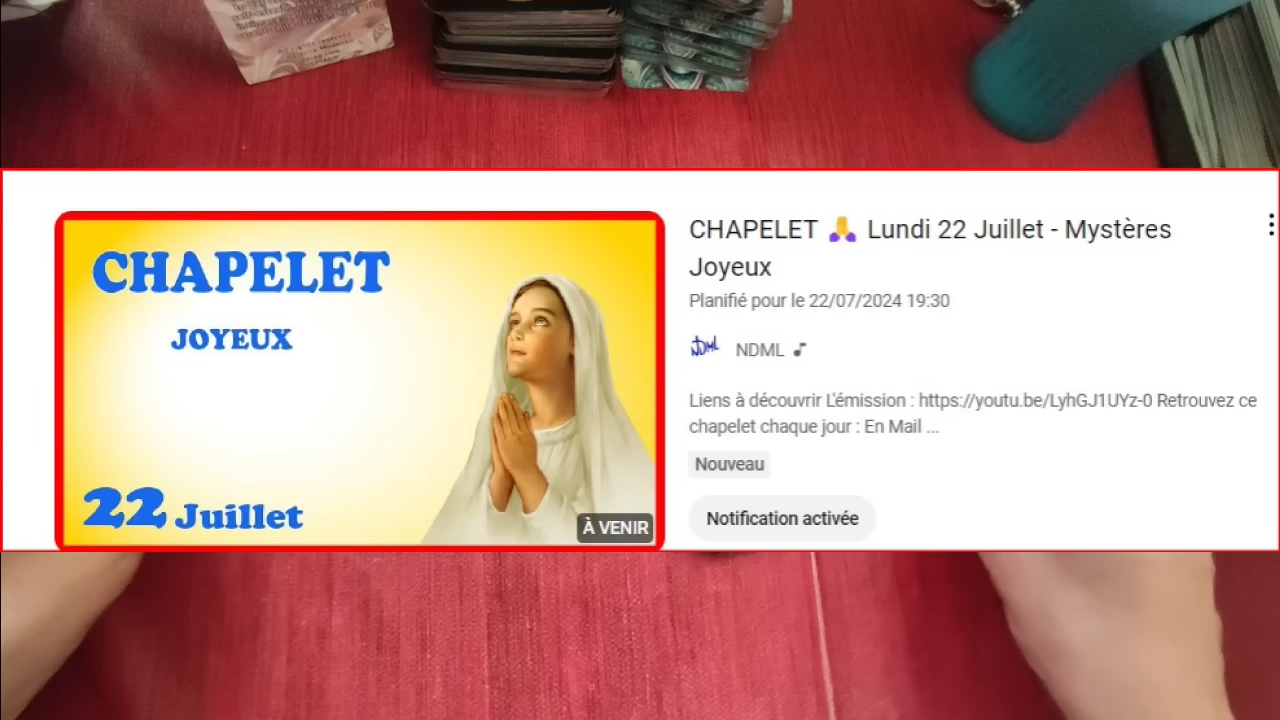 CHAPELET
JOYEUX
22 Juillet
À VENIR
CHAPELET 🙏 Lundi 22 Juillet - Mystères
Joyeux
Planifié pour le 22/07/2024 19:30
NDML
NDML
Liens à découvrir L'émission : https://youtu.be/LyhGJ1UYz-0 Retrouvez ce
chapelet chaque jour : En Mail ...
Nouveau
Notification activée